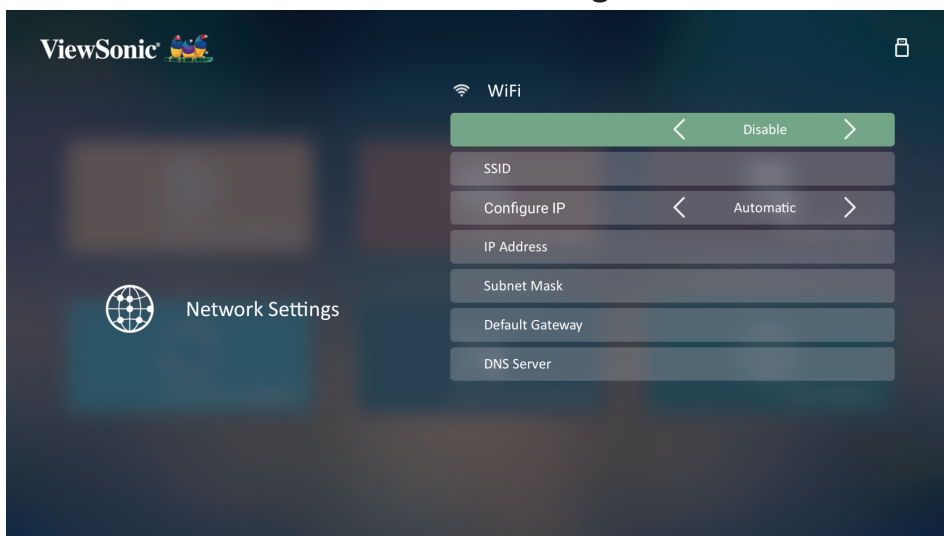 ViewSonic®
WiFi
Disable
SSID
Configure IP Automatic
IP Address
Network Settings
Subnet Mask
Default Gateway
DNS Server